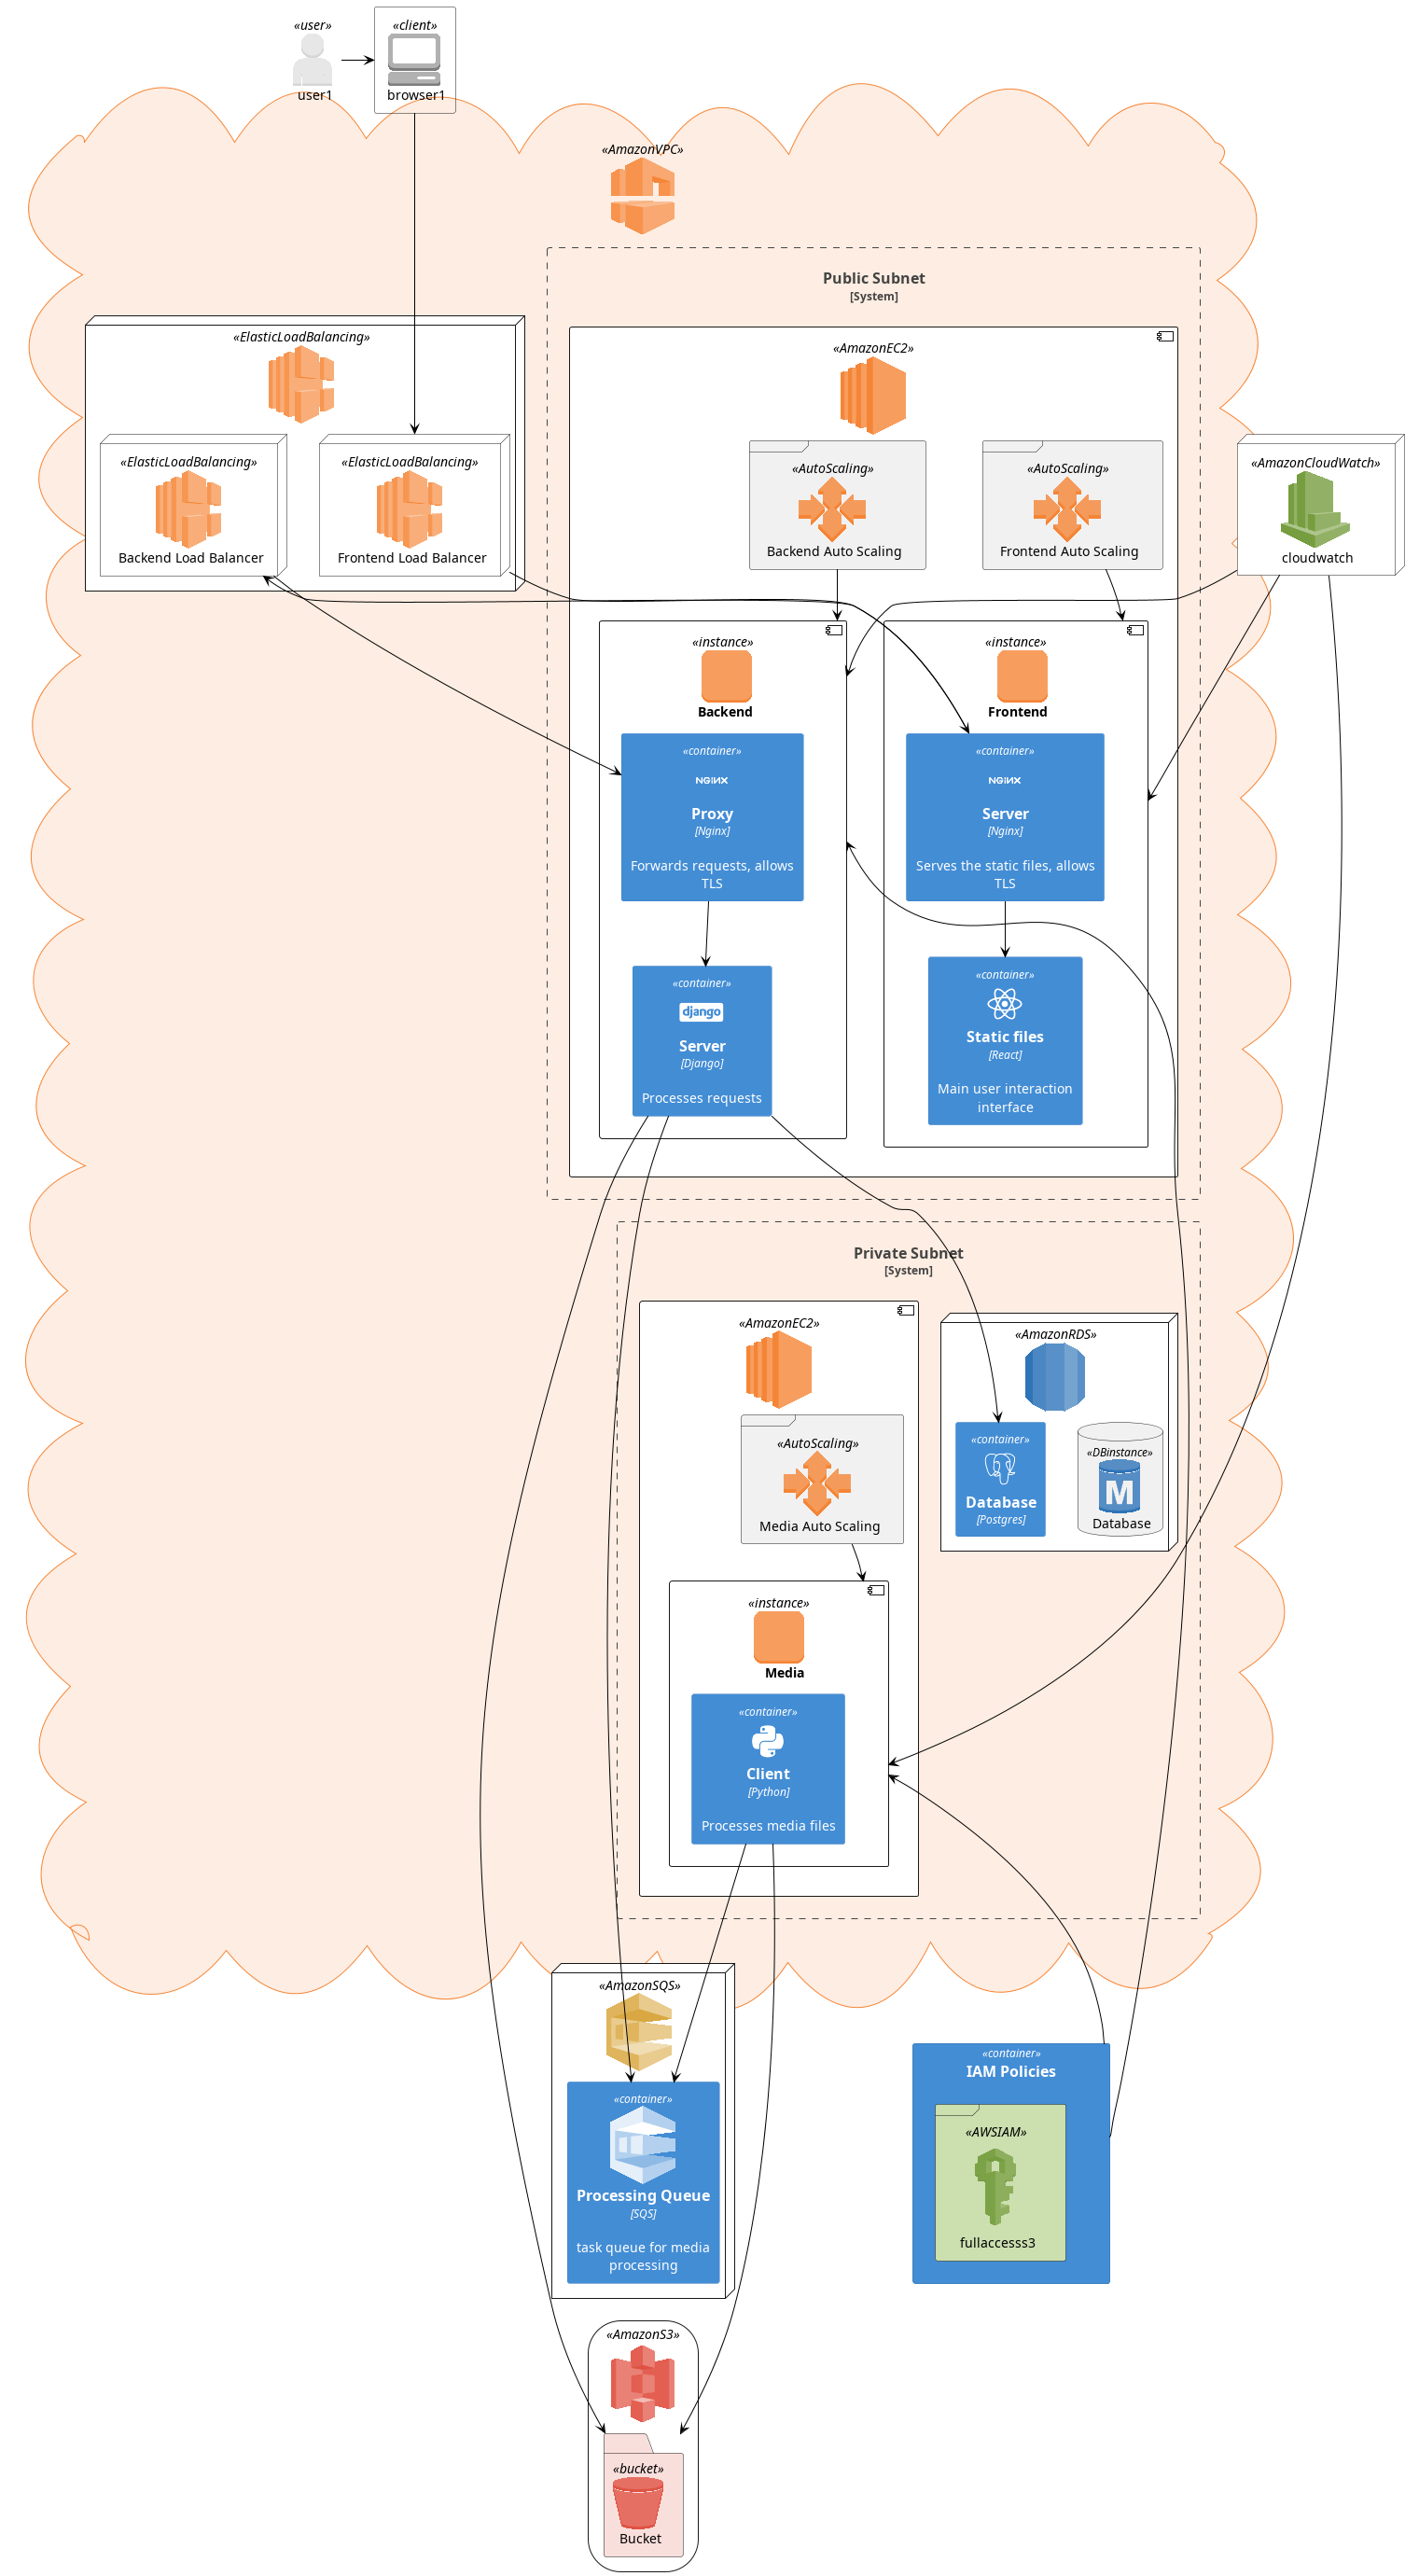 «user»
user1
«client»
browser1
«AmazonVPC»
Public Subnet
[System]
«ElasticLoadBalancing»
«ElasticLoadBalancing»
Backend Load Balancer
«ElasticLoadBalancing»
Frontend Load Balancer
«AmazonEC2»
«AutoScaling»
Backend Auto Scaling
«AutoScaling»
Frontend Auto Scaling
«AmazonCloudWatch»
cloudwatch
«instance»
Backend
«container»
NGINX
Proxy
[Nginx]
Forwards requests, allows
TLS
«container»
django
Server
[Django]
Processes requests
«instance»
Frontend
«container»
NGINX
Server
[Nginx]
Serves the static files, allows
TLS
«container»
Static files
[React]
Main user interaction
interface
Private Subnet
[System]
«AmazonEC2»
«AutoScaling»
Media Auto Scaling
«instance»
Media
«container»
Client
[Python]
Processes media files
«AmazonRDS»
«container»
Database
[Postgres]
«DBinstance»
M
Database
«AmazonSQS»
«container»
Processing Queue
[SQS]
task queue for media
processing
«container»
IAM Policies
«AWSIAM»
fullaccesss3
«AmazonS3»
«bucket»
Bucket